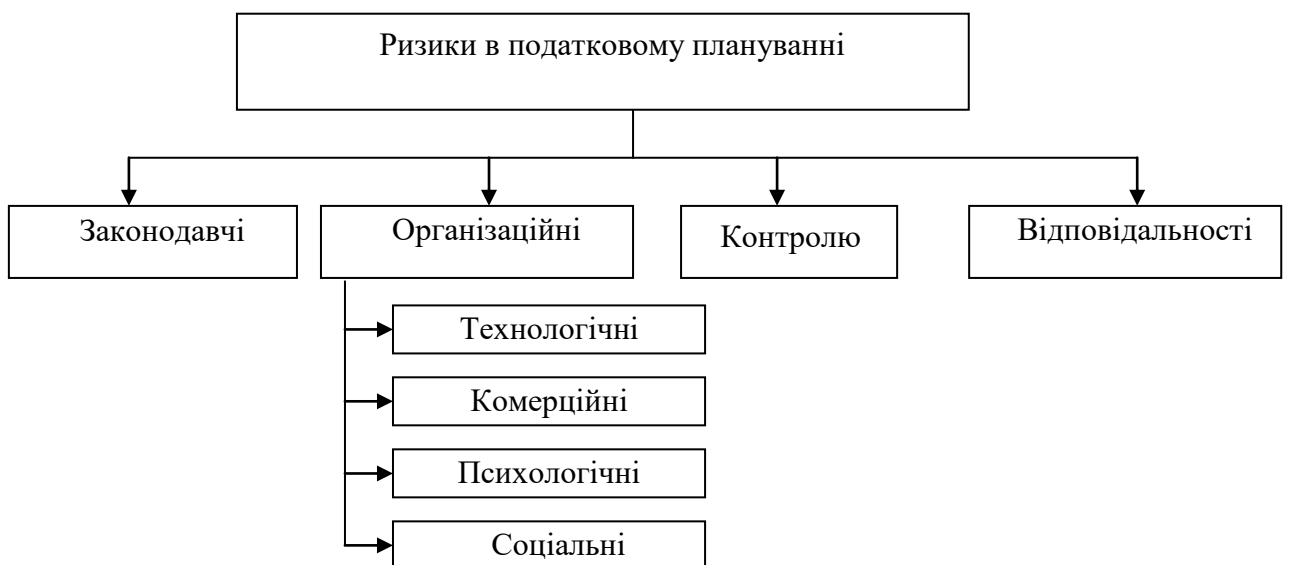 Ризики в податковому плануванні
Законодавчі
Організаційні
Контролю
Відповідальності
Технологічні
Комерційні
Психологічні
Соціальні